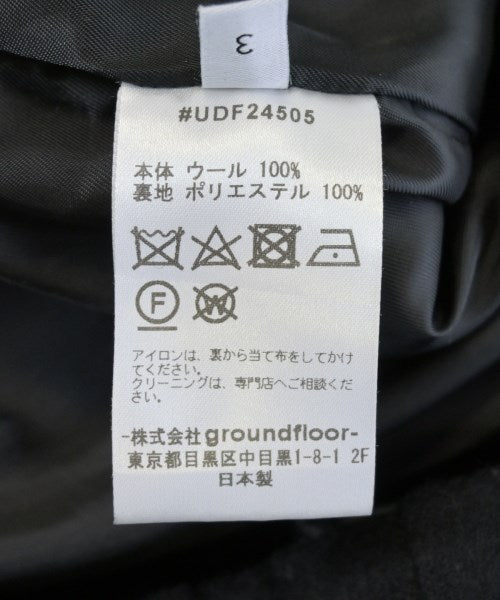 3
#UDF24505
本体 ウール 100%
裏地 ポリエステル 100%
F
W
アイロンは、裏から当て布をしてかけ
てください。
クリーニングは、専門店へご相談くだ
さい。
-株式会社groundfloor-
東京都目黒区中目黒1-8-1 2F
日本製